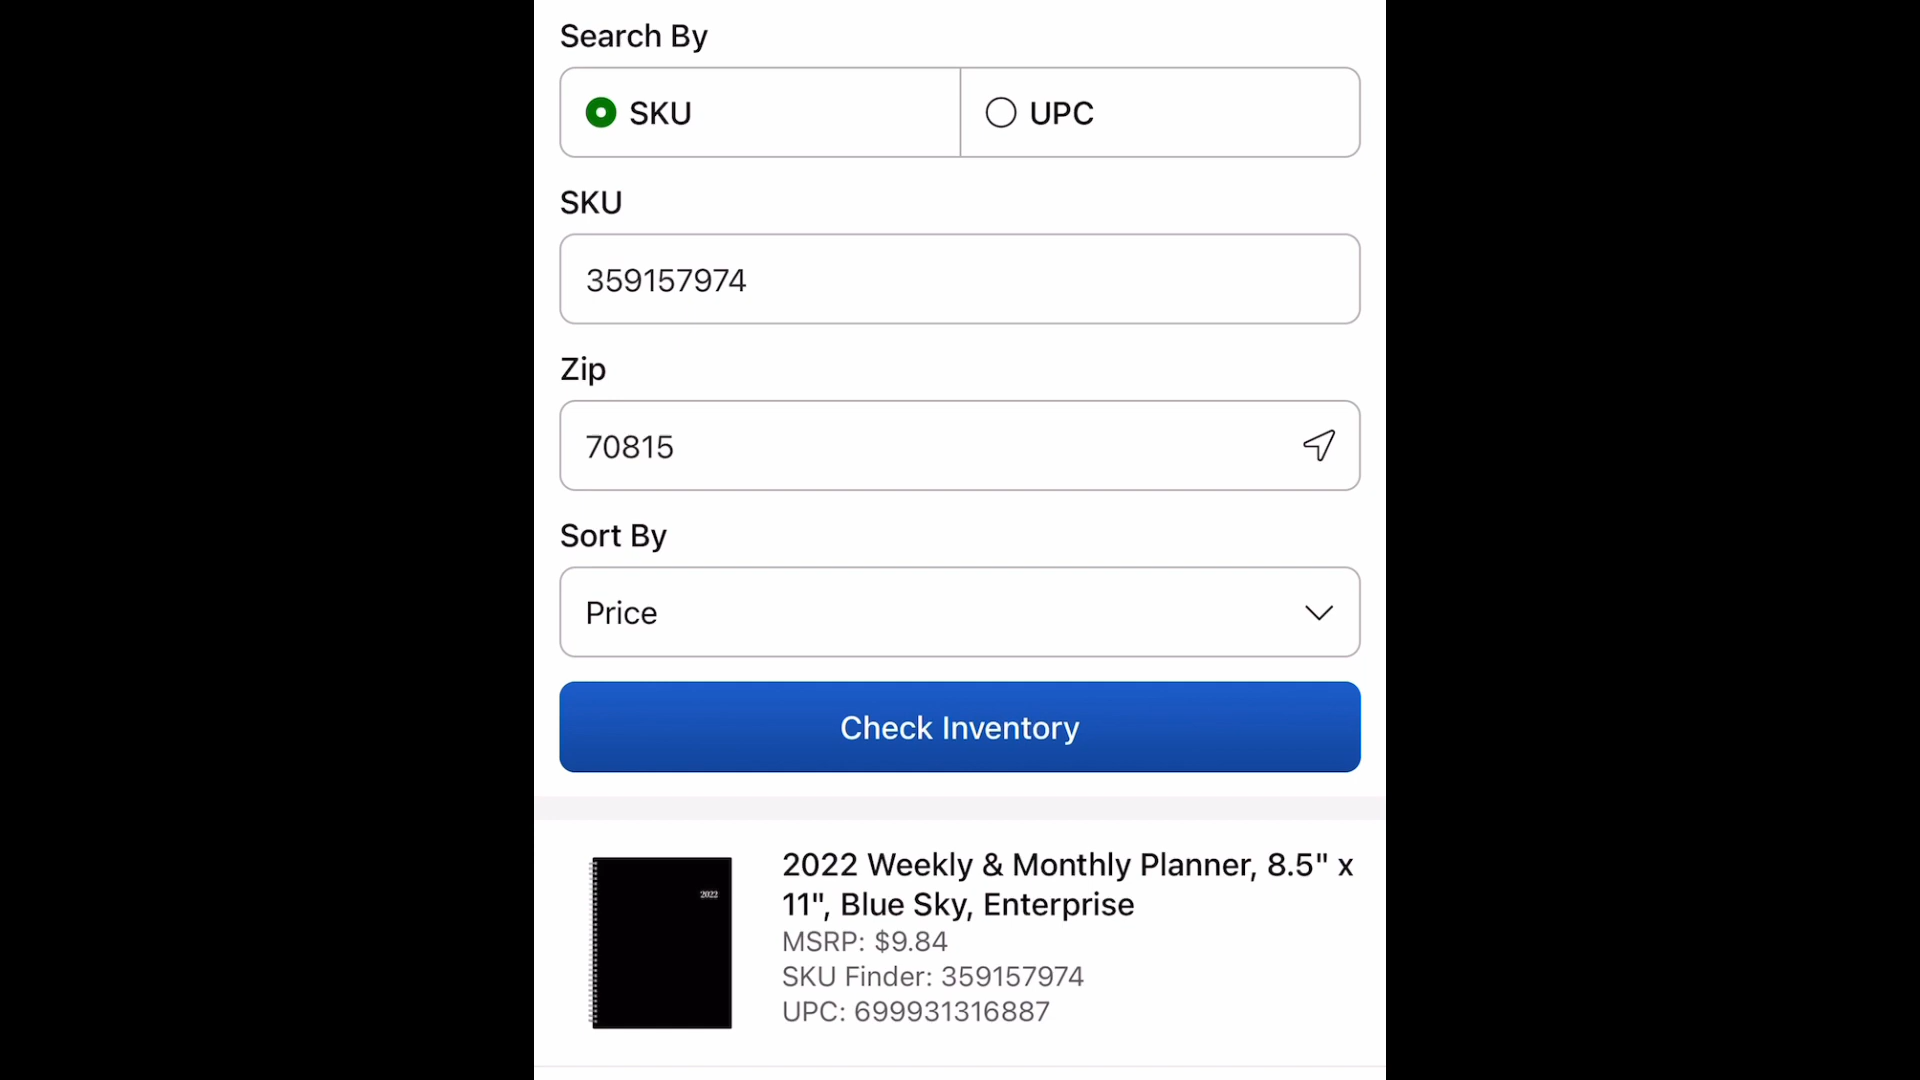 Search By
SKU
UPC
SKU
359157974
Zip
70815
Sort By
Price
Check Inventory
2022
2022 Weekly & Monthly Planner, 8.5" x
11", Blue Sky, Enterprise
MSRP: $9.84
SKU Finder: 359157974
UPC: 699931316887